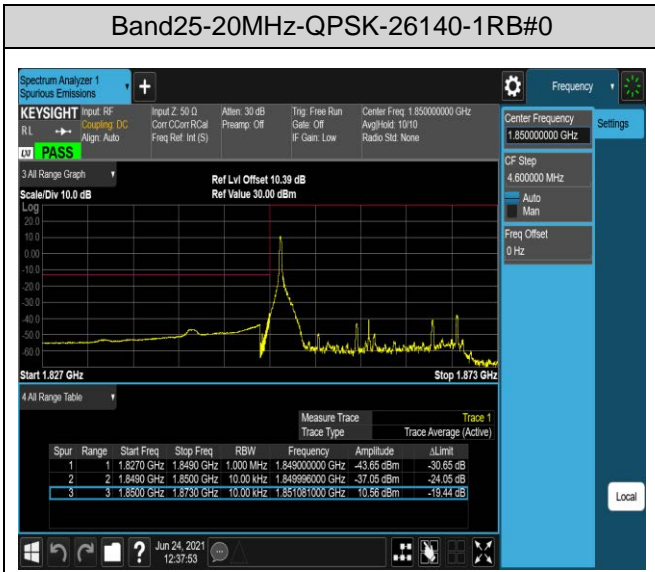 Band25-20MHz-QPSK-26140-1RB#0
Spectrum Analyzer 1
Spurious Emissions
+
Frequency
KEYSIGHT Input: RF Input Z: 50 Ω Atten: 30 dB Trig: Free Run Center Freq: 1.850000000 GHz
RL Coupling: DC Corr CCorr RCal Preamp: Off Gate: Off Avg|Hold: 10/10
Align: Auto Freq Ref: Int (S) IF Gain: Low Radio Std: None
LXI PASS
Center Frequency
1.850000000 GHz
Settings
CF Step
4.600000 MHz
Auto
Man
Freq Offset
0 Hz
3 All Range Graph
Ref Lvl Offset 10.39 dB
Scale/Div 10.0 dB Ref Value 30.00 dBm
Log
20.0
10.0
0.00
-10.0
-20.0
-30.0
-40.0
-50.0
-60.0
Start 1.827 GHz Stop 1.873 GHz
4 All Range Table
Measure Trace Trace 1
Trace Type Trace Average (Active)
Spur Range Start Freq Stop Freq RBW Frequency Amplitude ΔLimit
1 1 1.8270 GHz 1.8490 GHz 1.000 MHz 1.849000000 GHz -43.65 dBm -30.65 dB
2 2 1.8490 GHz 1.8500 GHz 10.00 kHz 1.849996000 GHz -37.05 dBm -24.05 dB
3 3 1.8500 GHz 1.8730 GHz 10.00 kHz 1.851081000 GHz 10.56 dBm -19.44 dB
Local
? Jun 24, 2021
12:37:53